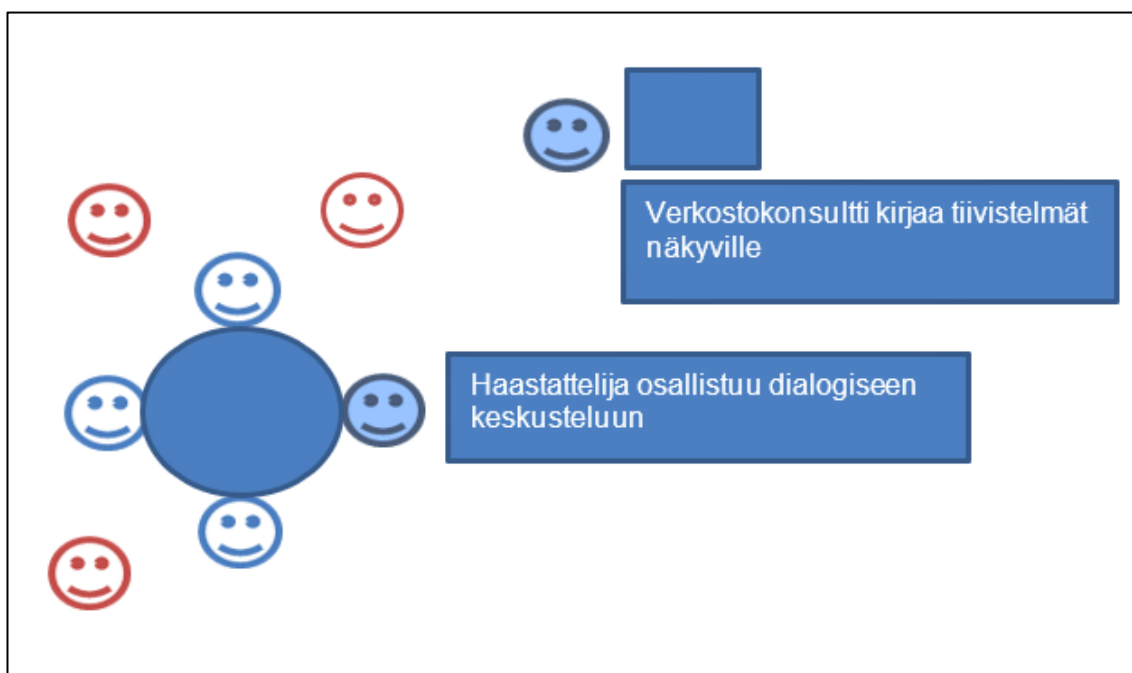 Verkostokonsultti kirjaa tiivistelmät
näkyville
Haastattelija osallistuu dialogiseen
keskusteluun